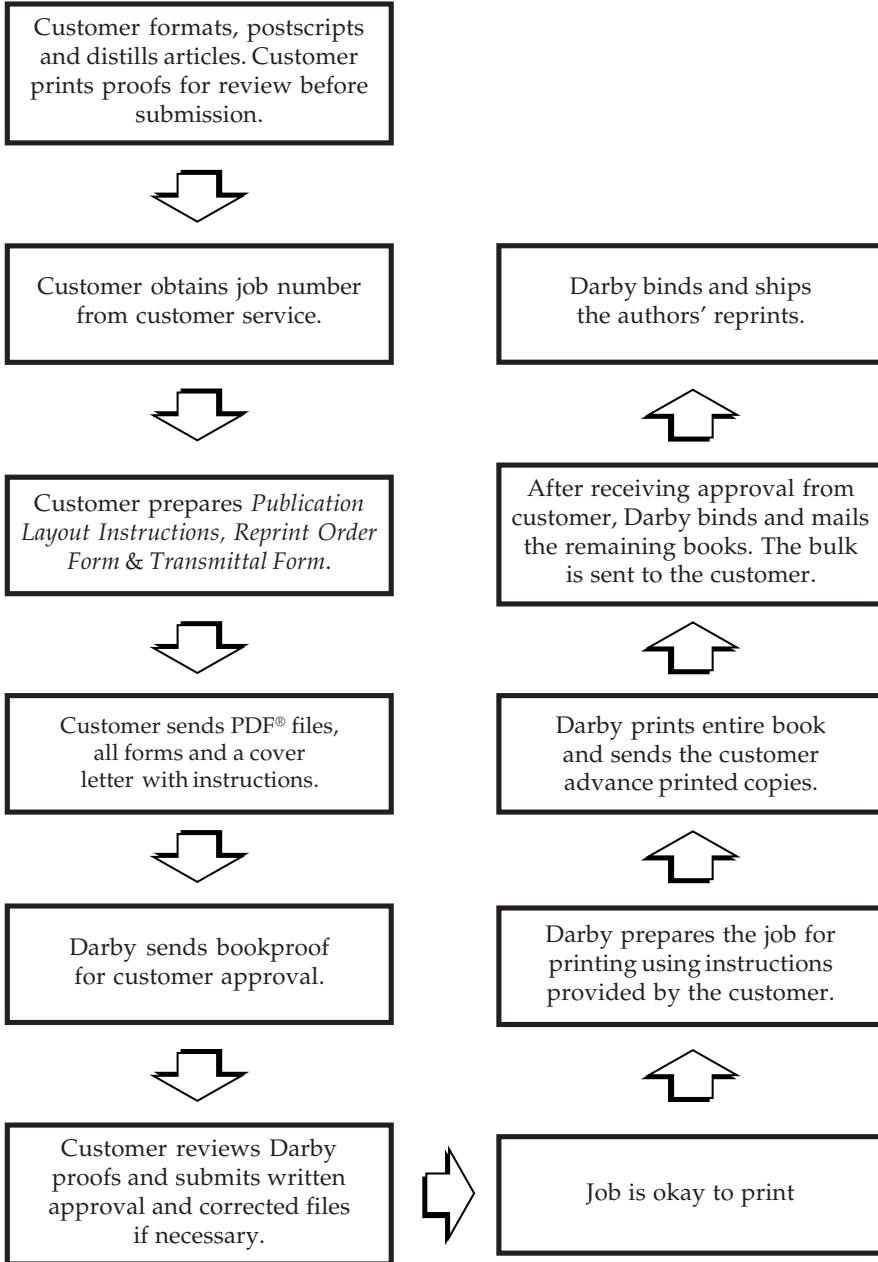 Customer formats, postscripts
and distills articles. Customer
prints proofs for review before
submission.
Customer obtains job number
from customer service.
Customer prepares Publication
Layout Instructions, Reprint Order
Form & Transmittal Form.
Customer sends PDF® files,
all forms and a cover
letter with instructions.
Darby sends bookproof
for customer approval.
Customer reviews Darby
proofs and submits written
approval and corrected files
if necessary.
Job is okay to print
Darby prepares the job for
printing using instructions
provided by the customer.
Darby prints entire book
and sends the customer
advance printed copies.
After receiving approval from
customer, Darby binds and mails
the remaining books. The bulk
is sent to the customer.
Darby binds and ships
the authors’ reprints.